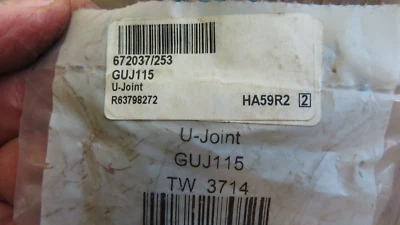 672037/253
GUJ115
U-Joint
R63798272 HA59R2 2
U-Joint
GUJ115
TW 3714